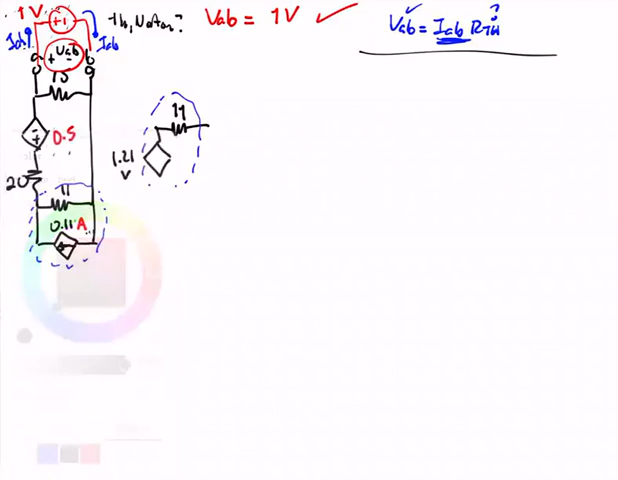 1V
+1
Th, Norton?
Vab = 1V ✓
?
Vab = Iab RTH
Iab
Iab
+ Vab -
a
b
15
- +
0.5
20
11
0.11 A
11
1.21
V